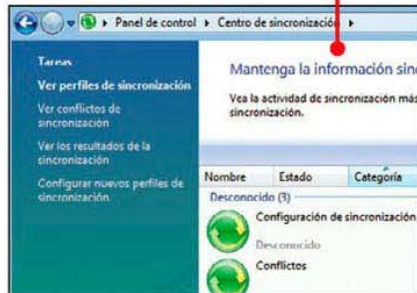 Panel de control ▸ Centro de sincronización ▸
Tareas
Ver perfiles de sincronización
Ver conflictos de
sincronización
Ver los resultados de la
sincronización
Configurar nuevos perfiles de
sincronización
Mantenga la información sinc
Vea la actividad de sincronización más
sincronización.
Nombre Estado Categoría
Desconocido (3)
Configuración de sincronización
Desconocido
Conflictos